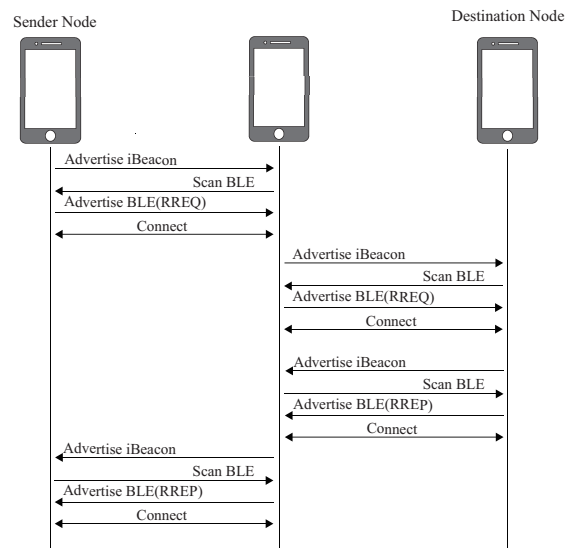 Sender Node
Destination Node
Advertise iBeacon
Scan BLE
Advertise BLE(RREQ)
Connect
Advertise iBeacon
Scan BLE
Advertise BLE(RREQ)
Connect
Advertise iBeacon
Scan BLE
Advertise BLE(RREP)
Connect
Advertise iBeacon
Scan BLE
Advertise BLE(RREP)
Connect